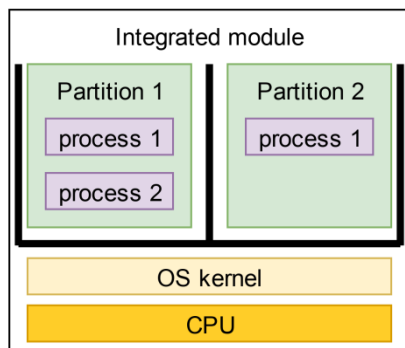 Integrated module
Partition 1
process 1
process 2
Partition 2
process 1
OS kernel
CPU